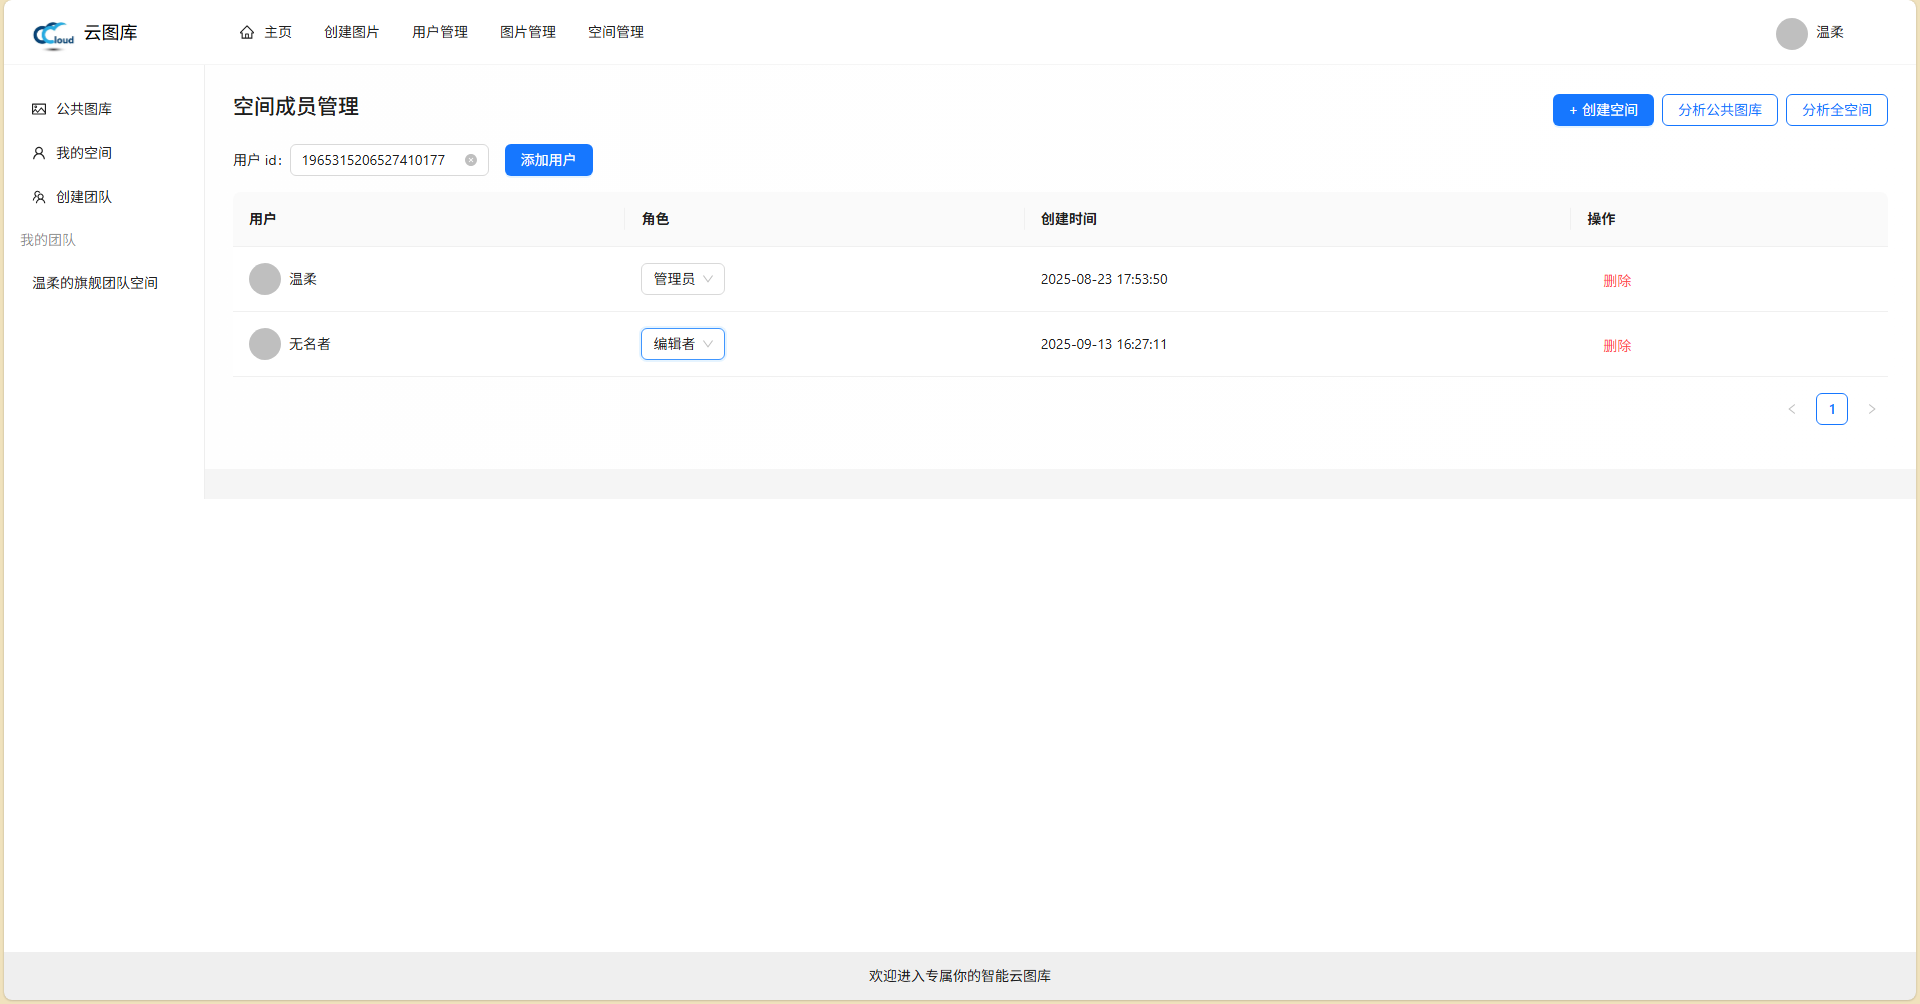 CCloud 云图库 主页 创建图片 用户管理 图片管理 空间管理 温柔
公共图库
我的空间
创建团队
我的团队
温柔的旗舰团队空间
空间成员管理
+ 创建空间 分析公共图库 分析全空间
用户 id: 1965315206527410177 添加用户
用户 角色 创建时间 操作
温柔 管理员 2025-08-23 17:53:50 删除
无名者 编辑者 2025-09-13 16:27:11 删除
< 1 >
欢迎进入专属你的智能云图库